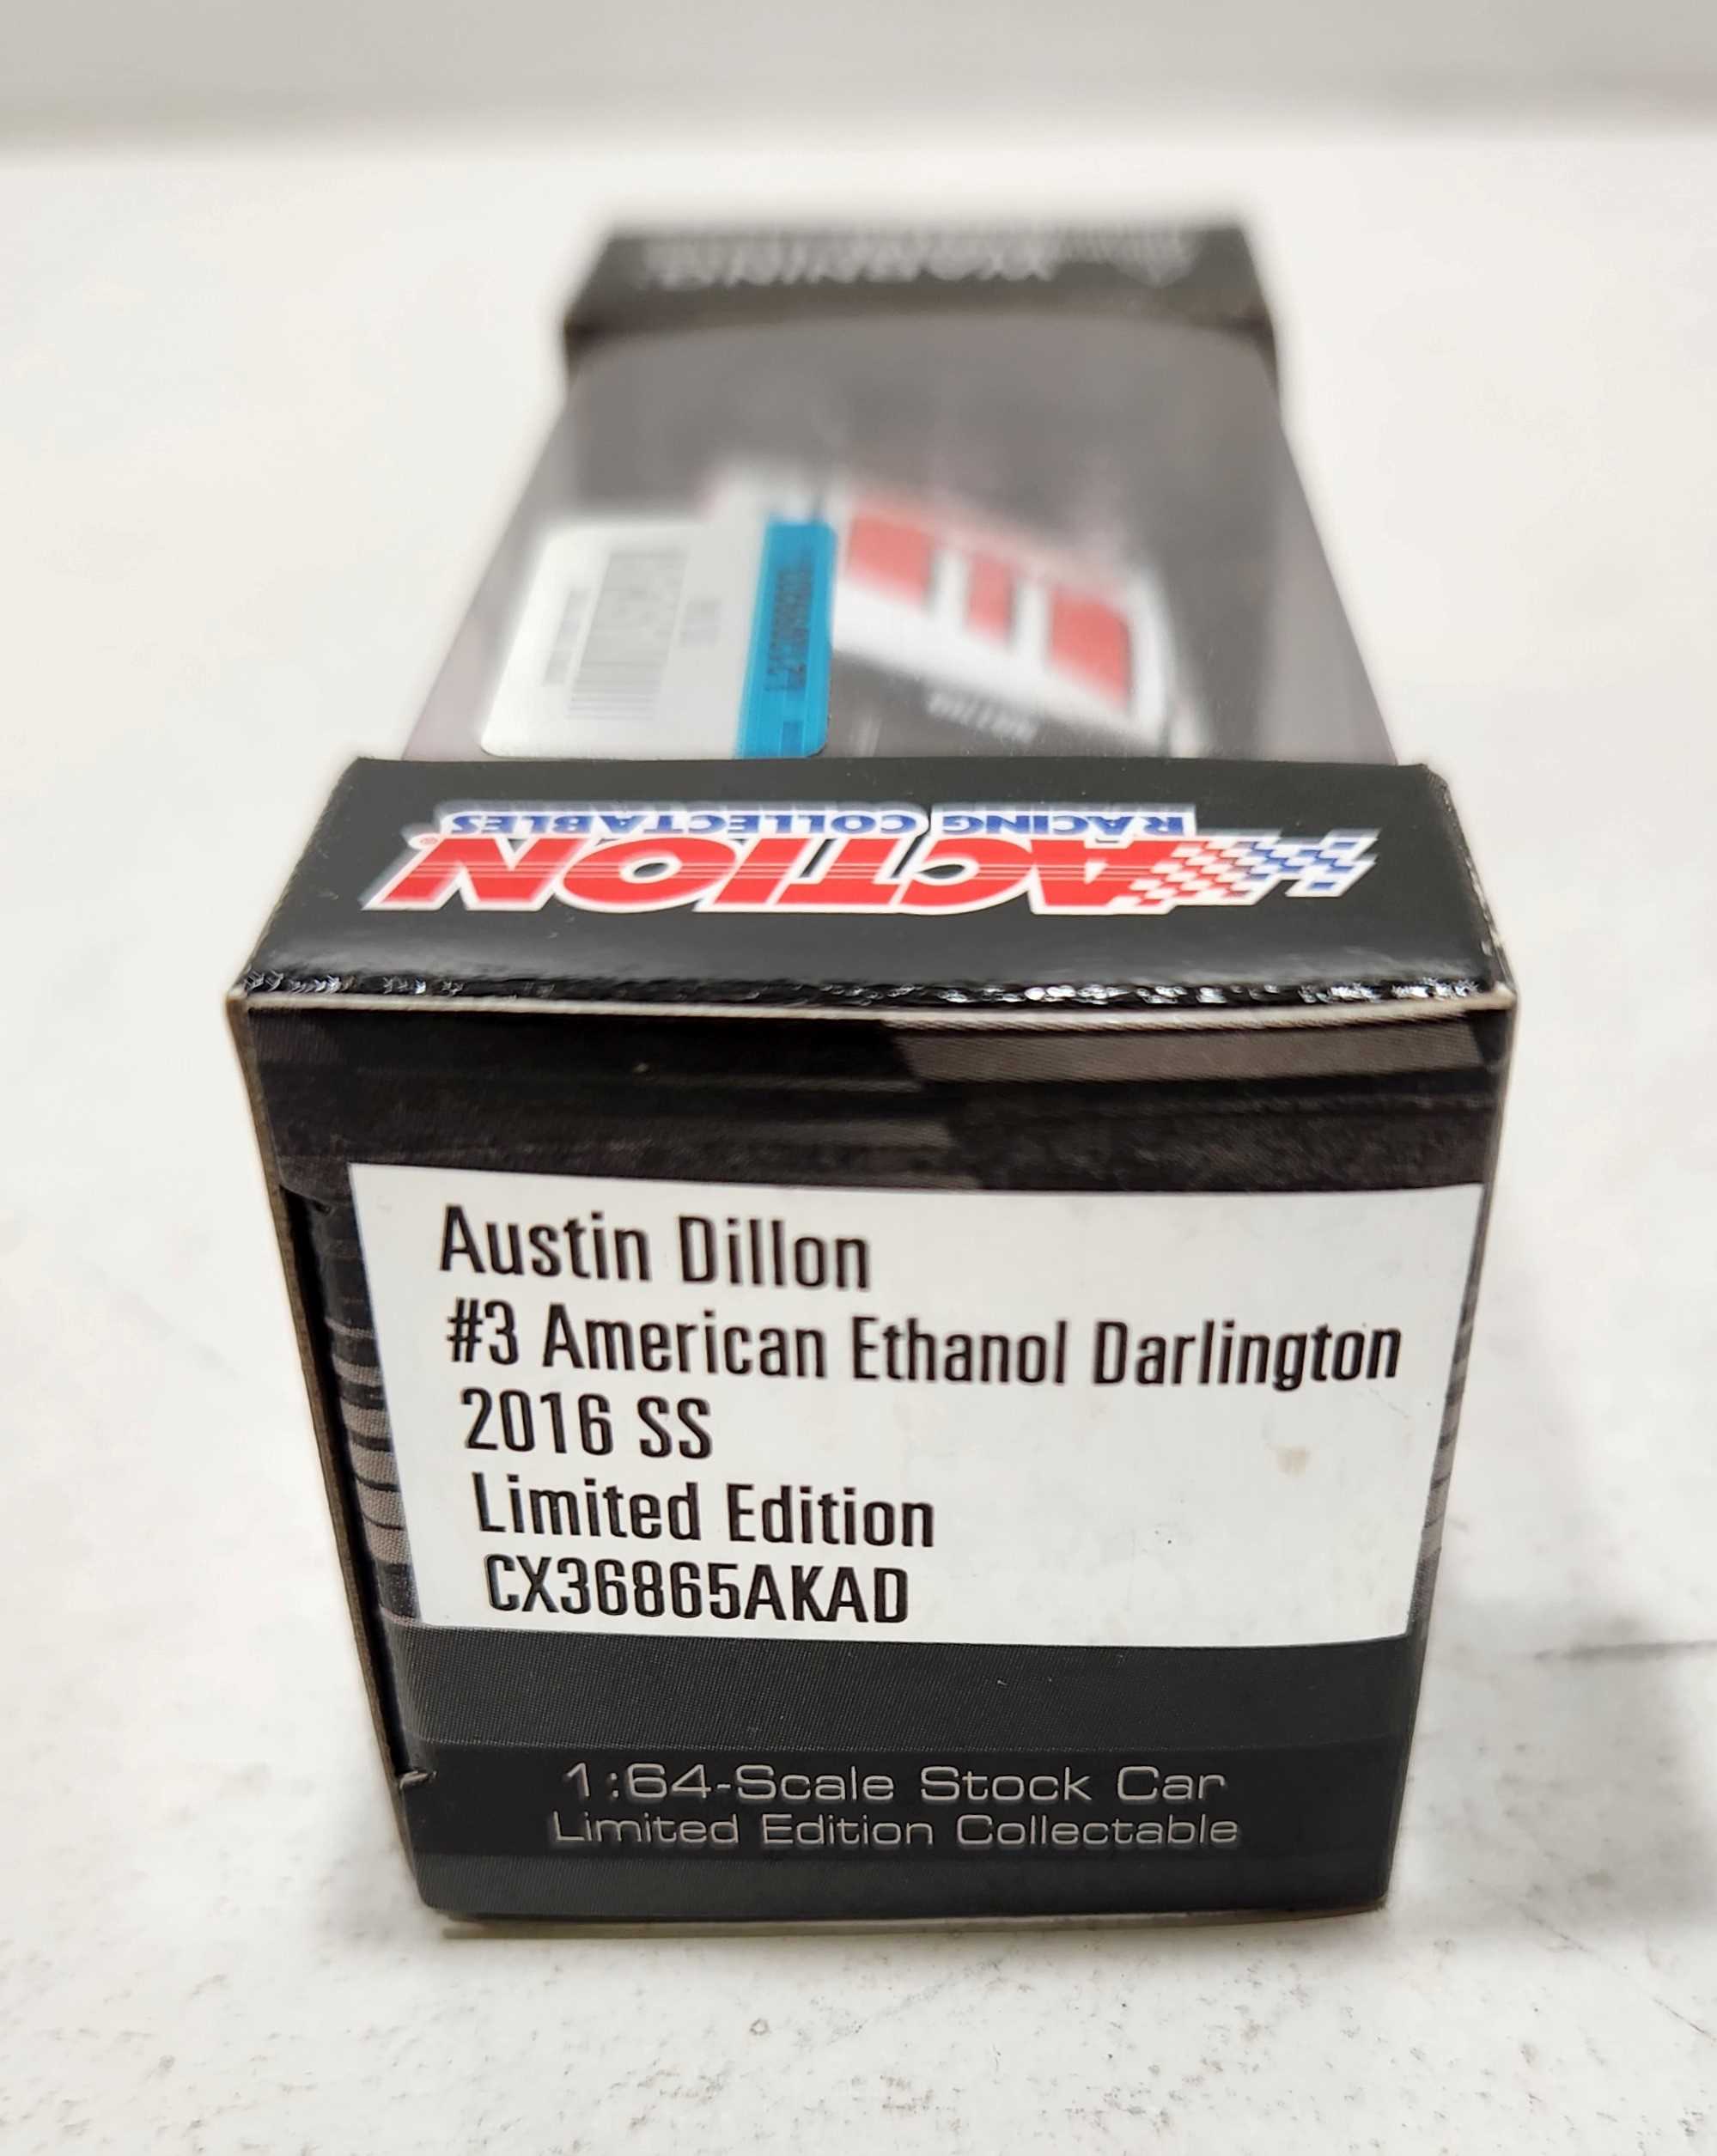 WARNING:
ACTION®
RACING COLLECTABLES
Austin Dillon
#3 American Ethanol Darlington
2016 SS
Limited Edition
CX36865AKAD
1:64-Scale Stock Car
Limited Edition Collectable